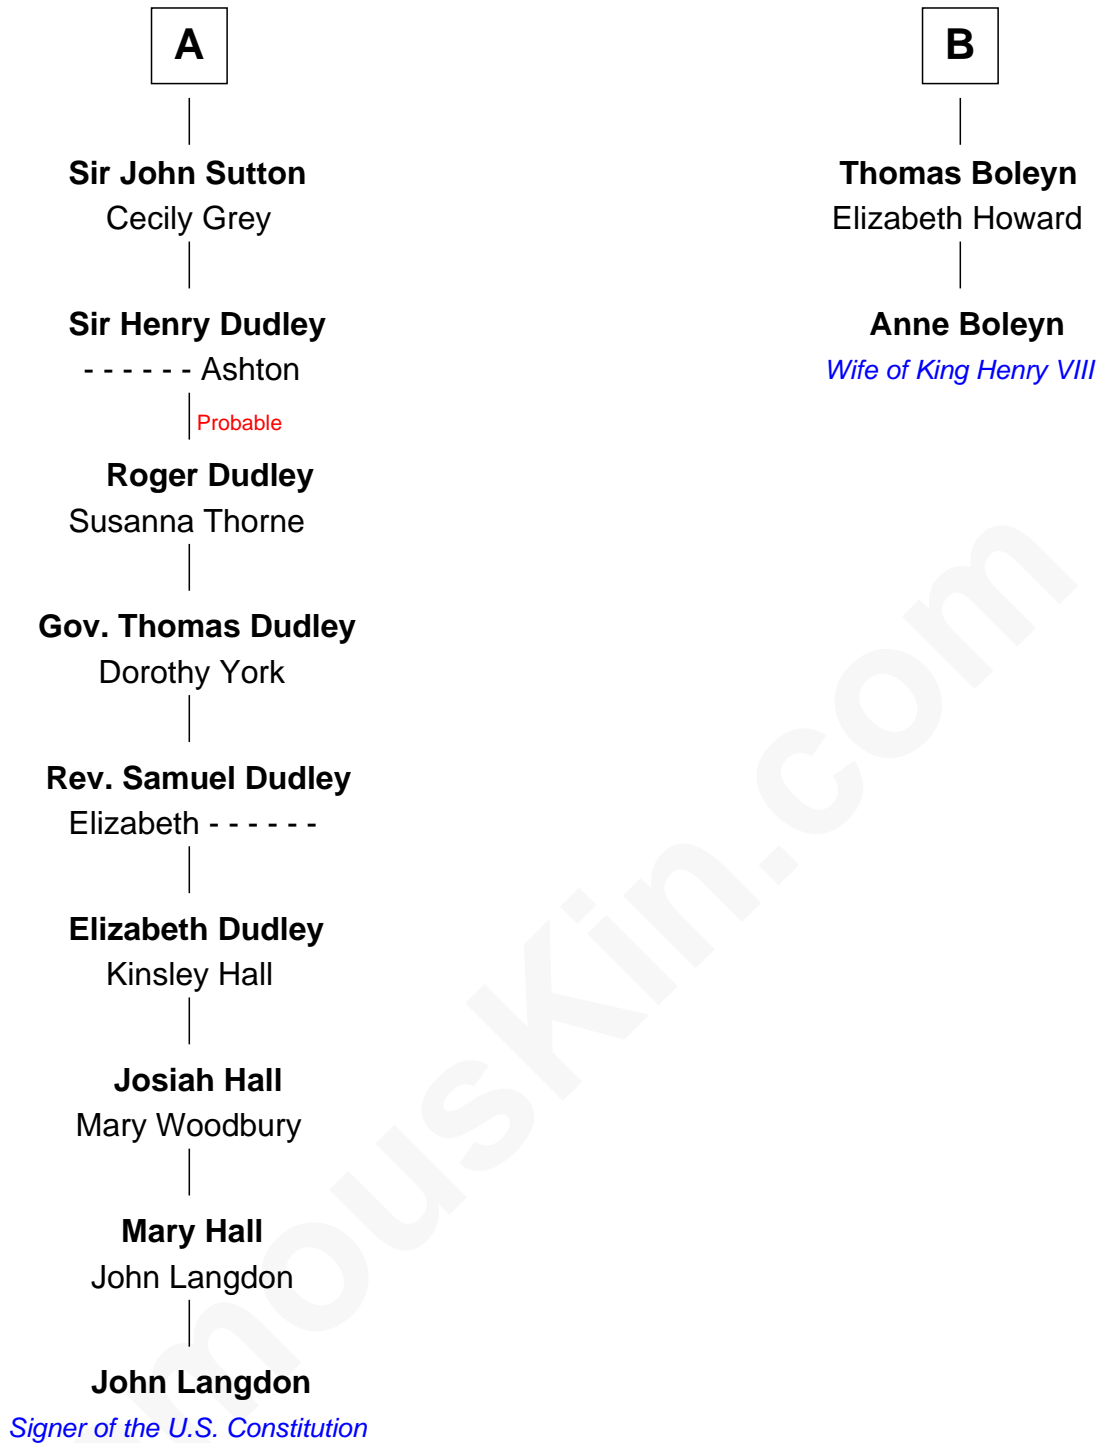 A
Sir John Sutton
Cecily Grey
Sir Henry Dudley
- - - - - - Ashton
Probable
Roger Dudley
Susanna Thorne
Gov. Thomas Dudley
Dorothy York
Rev. Samuel Dudley
Elizabeth - - - - - -
Elizabeth Dudley
Kinsley Hall
Josiah Hall
Mary Woodbury
Mary Hall
John Langdon
John Langdon
Signer of the U.S. Constitution
B
Thomas Boleyn
Elizabeth Howard
Anne Boleyn
Wife of King Henry VIII
mouskin.com